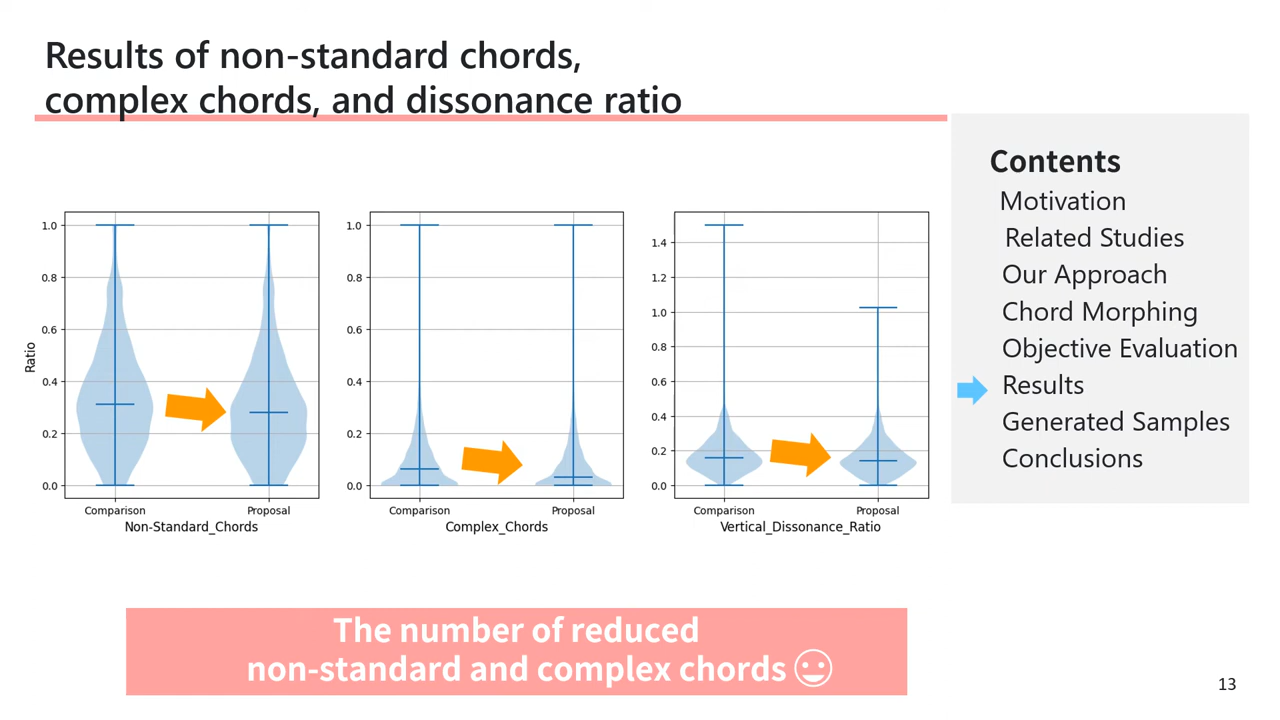 Results of non-standard chords,
complex chords, and dissonance ratio
Contents
Motivation
Related Studies
Our Approach
Chord Morphing
Objective Evaluation
Results
Generated Samples
Conclusions
Ratio
1.0
0.8
0.6
0.4
0.2
0.0
Comparison
Proposal
Non-Standard_Chords
1.0
0.8
0.6
0.4
0.2
0.0
Comparison
Proposal
Complex_Chords
1.4
1.2
1.0
0.8
0.6
0.4
0.2
0.0
Comparison
Proposal
Vertical_Dissonance_Ratio
The number of reduced
non-standard and complex chords
13